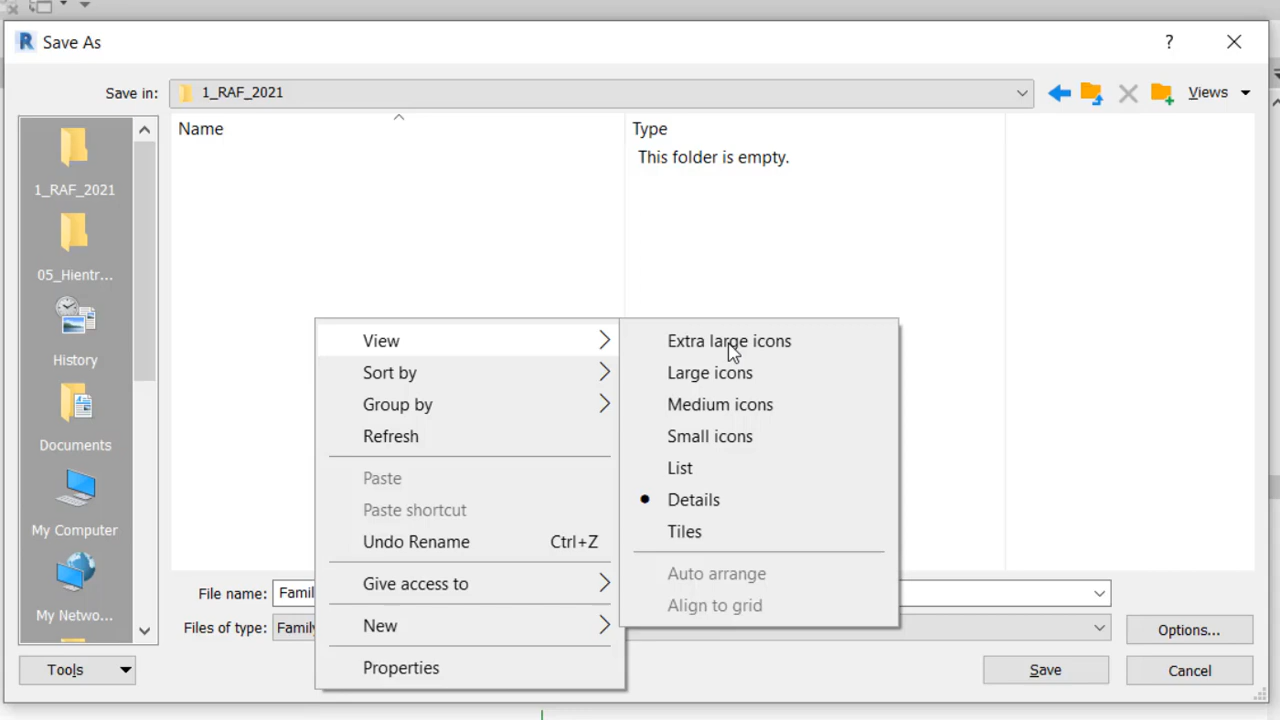 R Save As
?
Save in: 1_RAF_2021
Views
Name
Type
This folder is empty.
1_RAF_2021
05_Hientr...
History
Documents
My Computer
My Netwo...
View
Sort by
Group by
Refresh
Paste
Paste shortcut
Undo Rename Ctrl+Z
Give access to
New
Properties
Extra large icons
Large icons
Medium icons
Small icons
List
Details
Tiles
Auto arrange
Align to grid
File name: Famil
Files of type: Family
Options...
Tools
Save
Cancel